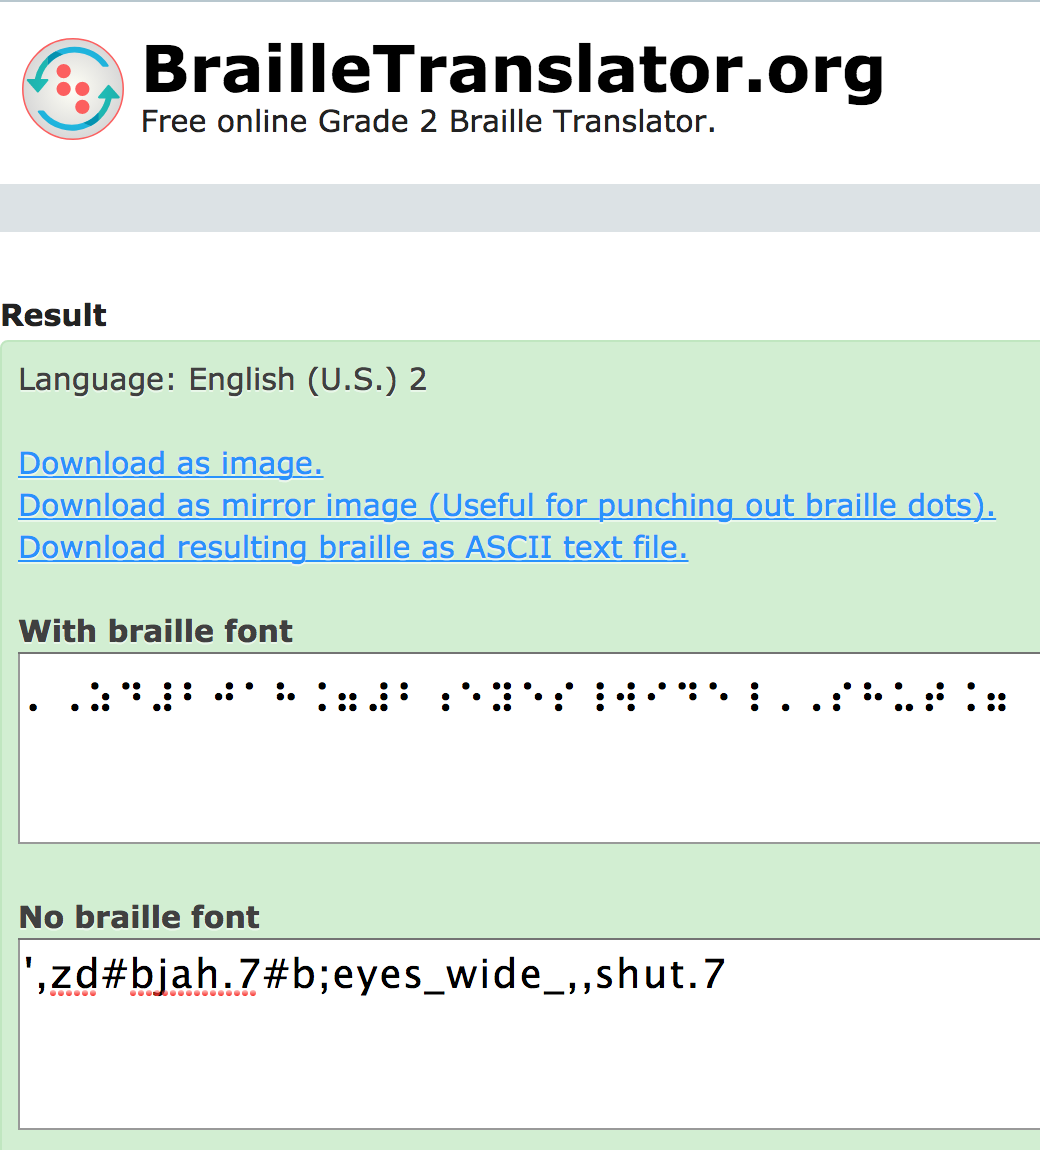 BrailleTranslator.org
Free online Grade 2 Braille Translator.
Result
Language: English (U.S.) 2
Download as image.
Download as mirror image (Useful for punching out braille dots).
Download resulting braille as ASCII text file.
With braille font
⠄⠠⠵⠙⠼⠃⠚⠁⠓⠨⠶⠼⠃⠰⠑⠽⠑⠎⠸⠺⠊⠙⠑⠸⠠⠠⠎⠓⠥⠞⠨⠶
No braille font
',zd#bjah.7#b;eyes_wide_,,shut.7